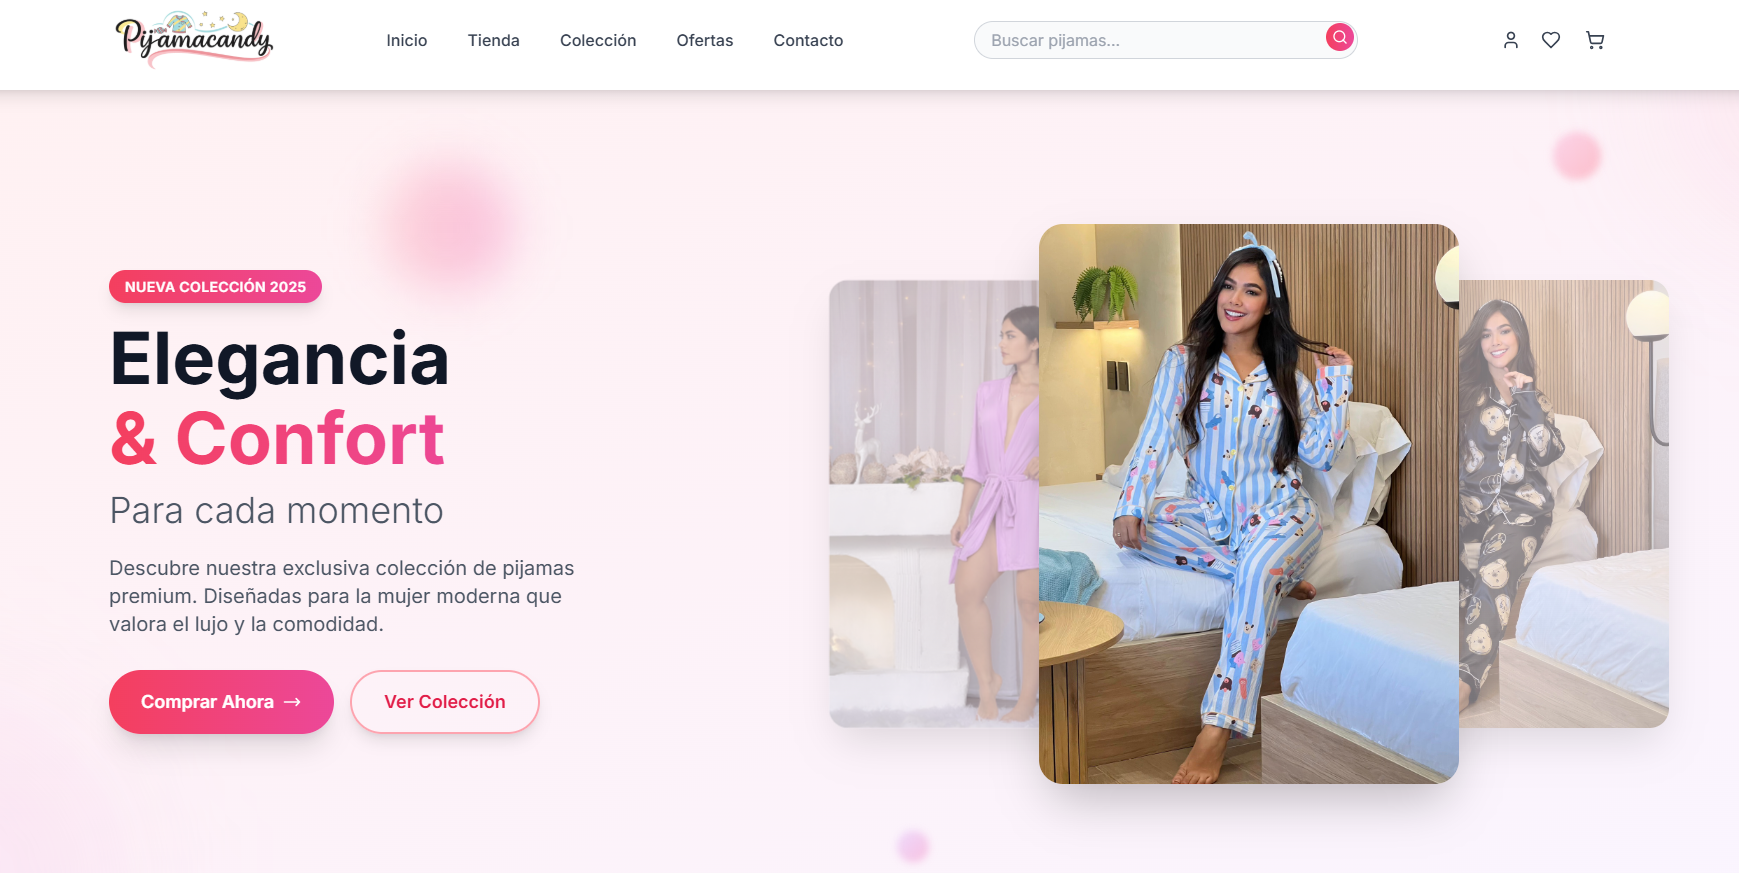 Pijamacandy
Inicio
Tienda
Colección
Ofertas
Contacto
Buscar pijamas...
NUEVA COLECCIÓN 2025
Elegancia
& Confort
Para cada momento
Descubre nuestra exclusiva colección de pijamas
premium. Diseñadas para la mujer moderna que
valora el lujo y la comodidad.
Comprar Ahora →
Ver Colección